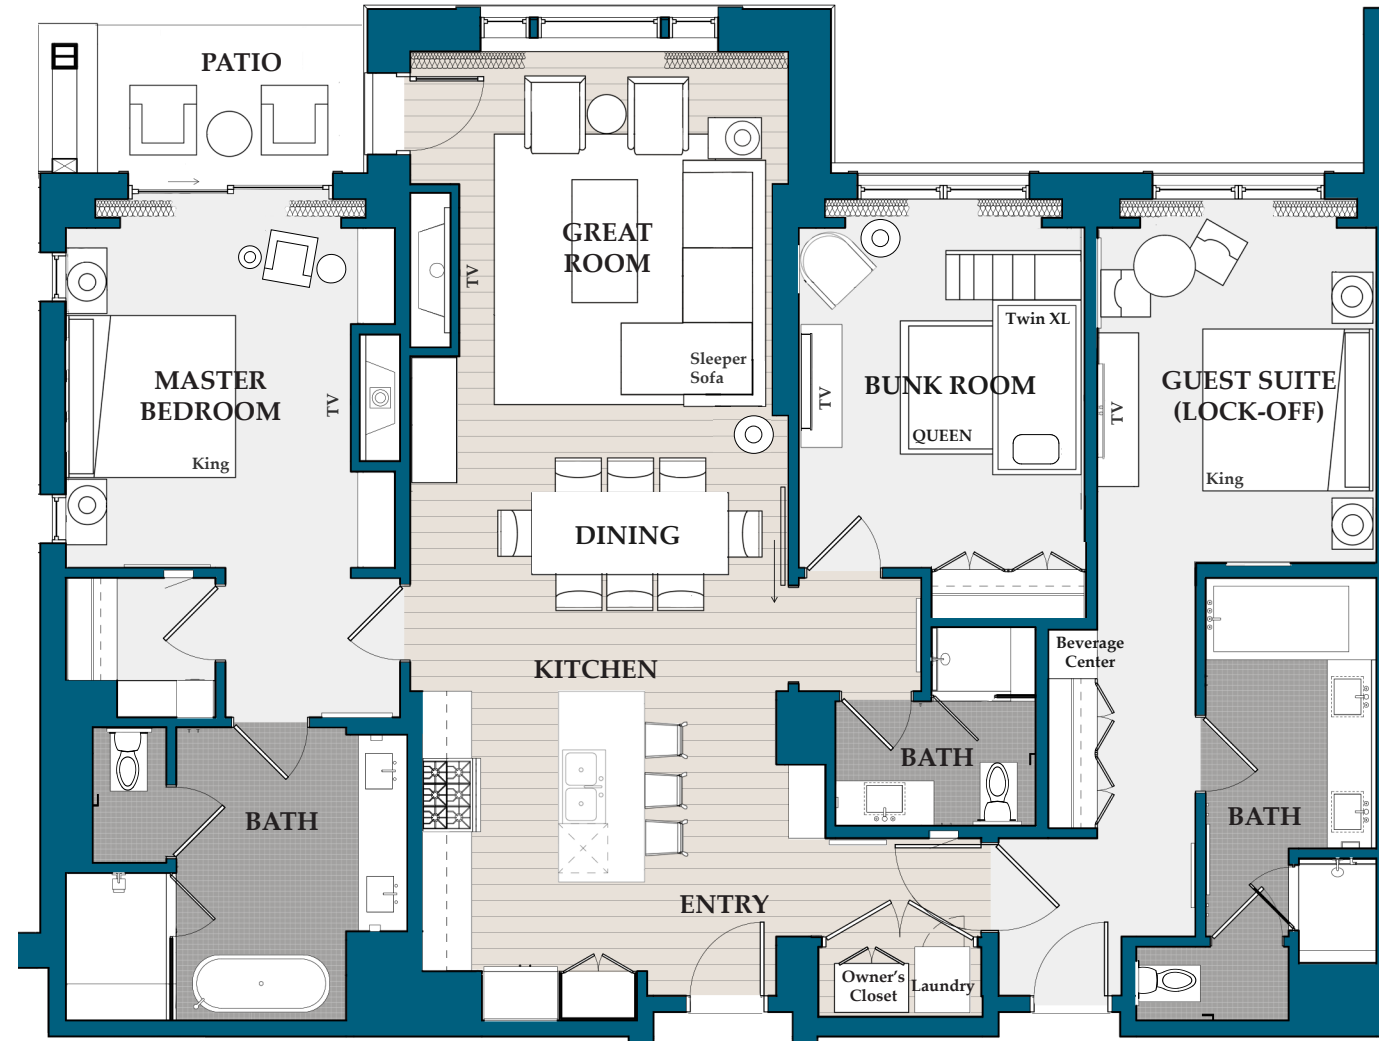 PATIO
GREAT
ROOM
TV
Sleeper
Sofa
MASTER
BEDROOM
TV
King
Twin XL
BUNK ROOM
TV
QUEEN
GUEST SUITE
(LOCK-OFF)
TV
King
DINING
KITCHEN
Beverage
Center
BATH
BATH
BATH
ENTRY
Owner's
Closet
Laundry